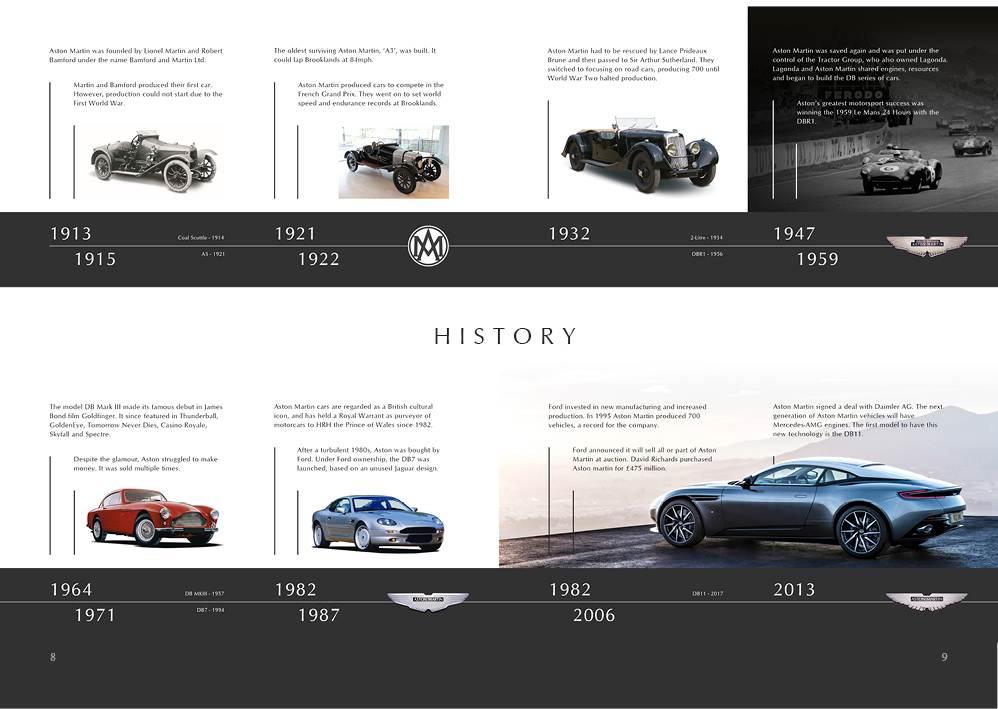 Aston Martin was founded by Lionel Martin and Robert
Bamford under the name Bamford and Martin Ltd.
Martin and Bamford produced their first car.
However, production could not start due to the
First World War.
The oldest surviving Aston Martin, ‘A3’, was built. It
could lap Brooklands at 84mph.
Aston Martin produced cars to compete in the
French Grand Prix. They went on to set world
speed and endurance records at Brooklands.
Aston Martin had to be rescued by Lance Prideaux
Brune and then passed to Sir Arthur Sutherland. They
switched to focusing on road cars, producing 700 until
World War Two halted production.
Aston Martin was saved again and was put under the
control of the Tractor Group, who also owned Lagonda.
Lagonda and Aston Martin shared engines, resources
and began to build the DB series of cars.
FERODO
Aston's greatest motorsport success was
winning the 1959 Le Mans 24 Hours with the
DBR1.
1913
1915
Coal Scuttle - 1914
A3 - 1921
1921
1922
AM
1932
2-Litre - 1934
DBR1 - 1956
1947
1959
ASTON MARTIN
HISTORY
The model DB Mark III made its famous debut in James
Bond film Goldfinger. It since featured in Thunderball,
GoldenEye, Tomorrow Never Dies, Casino Royale,
Skyfall and Spectre.
Despite the glamour, Aston struggled to make
money. It was sold multiple times.
Aston Martin cars are regarded as a British cultural
icon, and has held a Royal Warrant as purveyor of
motorcars to HRH the Prince of Wales since 1982.
After a turbulent 1980s, Aston was bought by
Ford. Under Ford ownership, the DB7 was
launched, based on an unused Jaguar design.
Ford invested in new manufacturing and increased
production. In 1995 Aston Martin produced 700
vehicles, a record for the company.
Ford announced it will sell all or part of Aston
Martin at auction. David Richards purchased
Aston martin for £475 million.
Aston Martin signed a deal with Daimler AG. The next
generation of Aston Martin vehicles will have
Mercedes-AMG engines. The first model to have this
new technology is the DB11.
1964
1971
DB MKIII - 1957
DB7 - 1994
1982
1987
ASTON MARTIN
1982
2006
DB11 - 2017
2013
ASTON MARTIN
8
9